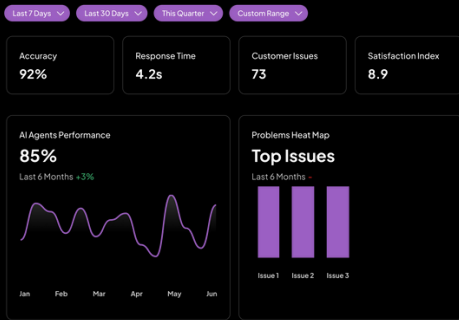 Last 7 Days Last 30 Days This Quarter Custom Range
Accuracy Response Time Customer Issues Satisfaction Index
92% 4.2s 73 8.9
AI Agents Performance
85%
Last 6 Months +3%
Jan Feb Mar Apr May Jun
Problems Heat Map
Top Issues
Last 6 Months -
Issue 1 Issue 2 Issue 3